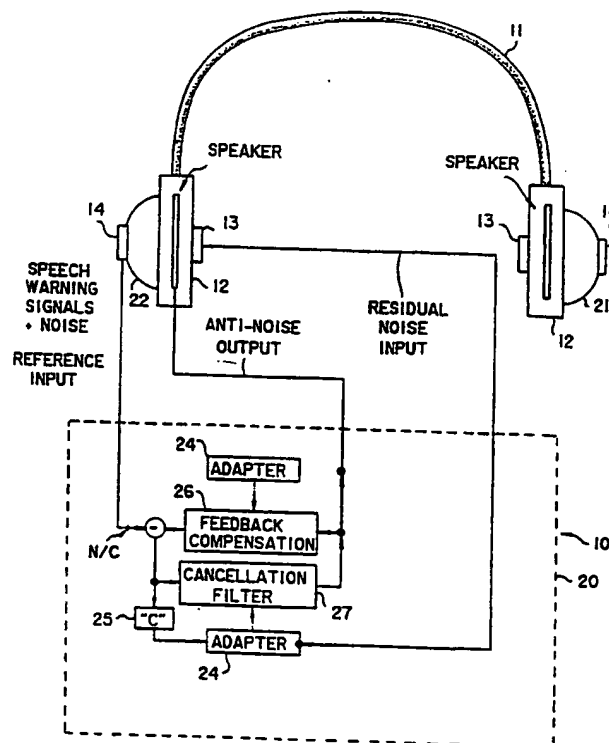 11
SPEAKER
SPEAKER
14
13
13
22
12
21
12
SPEECH
WARNING
SIGNALS
+ NOISE
REFERENCE
INPUT
ANTI-NOISE
OUTPUT
RESIDUAL
NOISE
INPUT
24
ADAPTER
26
FEEDBACK
COMPENSATION
N/C
-
CANCELLATION
FILTER
27
25
"C"
ADAPTER
24
10
20